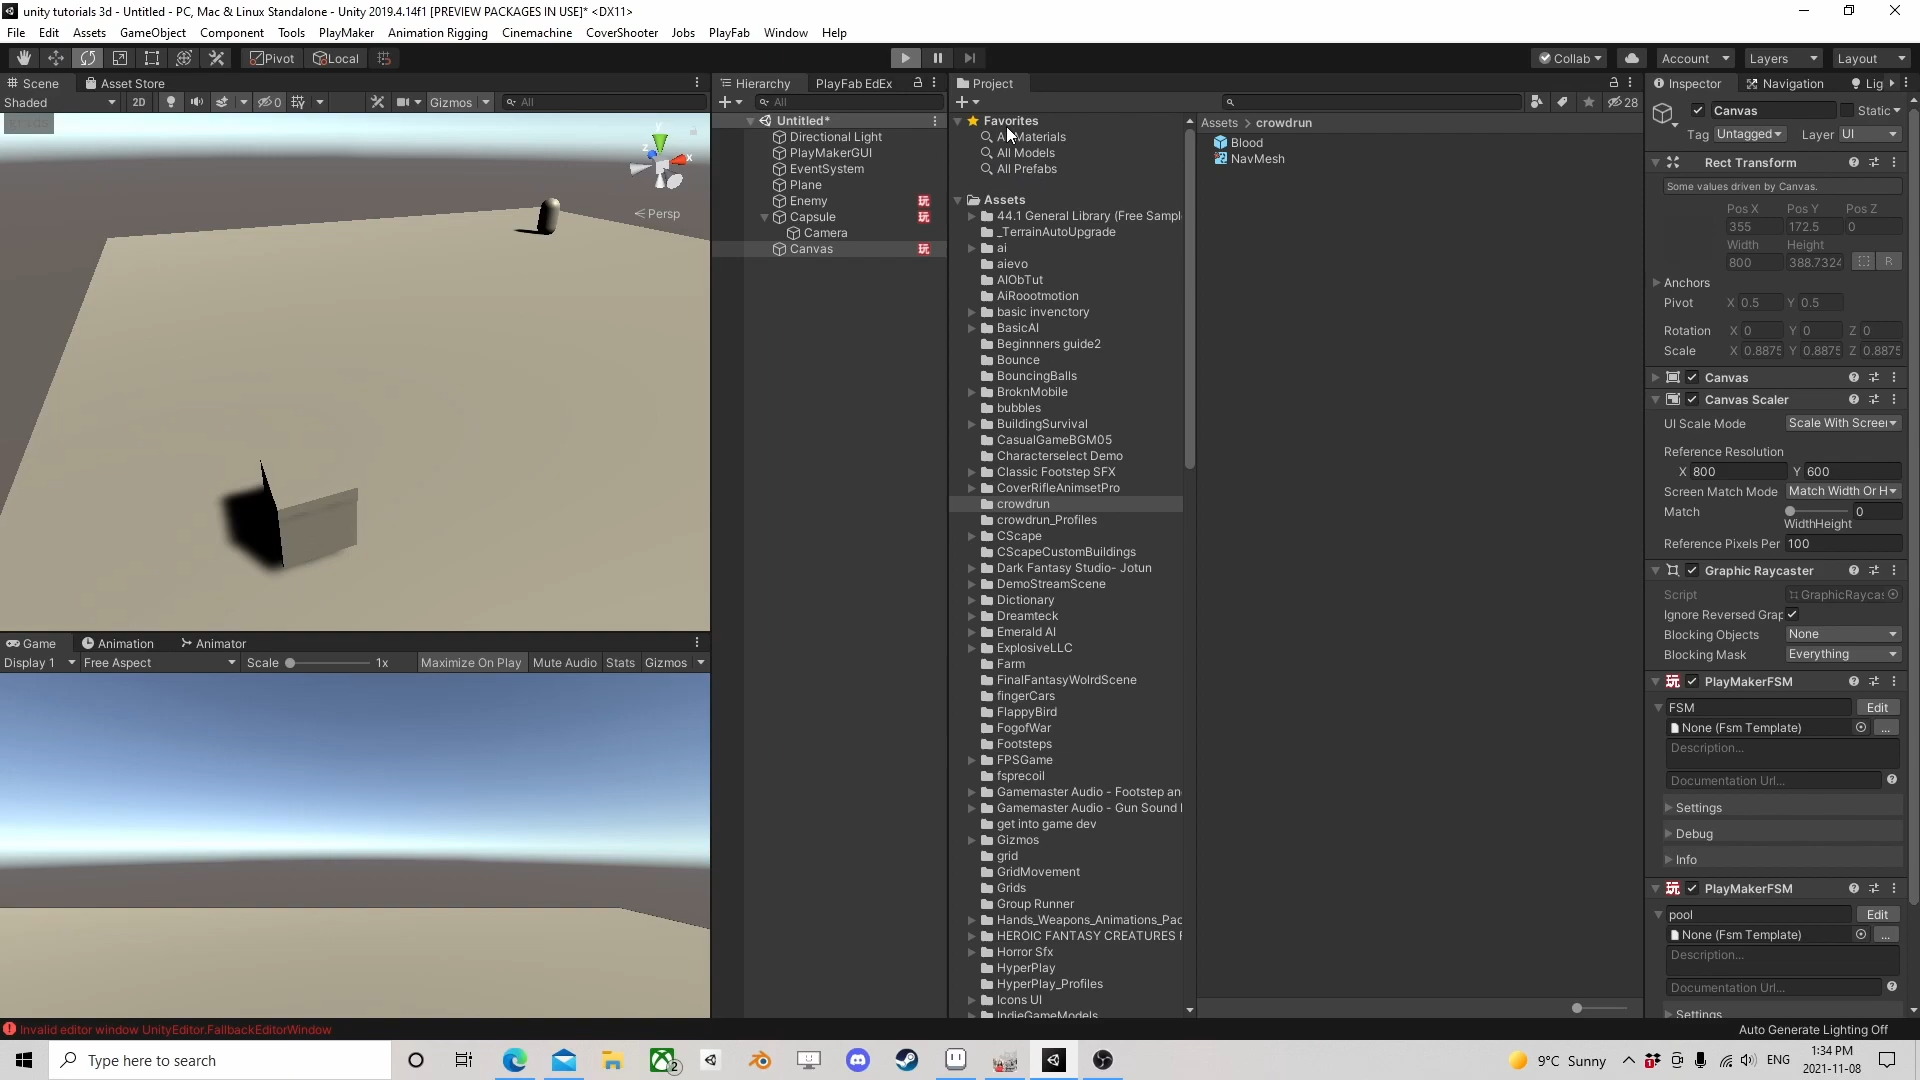 unity tutorials 3d - Untitled - PC, Mac & Linux Standalone - Unity 2019.4.14f1 [PREVIEW PACKAGES IN USE]* <DX11>
File Edit Assets GameObject Component Tools PlayMaker Animation Rigging Cinemachine CoverShooter Jobs PlayFab Window Help
Pivot Local Collab Account Layers Layout
Scene Asset Store
Shaded 2D 0 Gizmos All
Persp
y
x
z
Game Animation Animator
Display 1 Free Aspect Scale 1x Maximize On Play Mute Audio Stats Gizmos
Hierarchy PlayFab EdEx
All
Untitled*
Directional Light
PlayMakerGUI
EventSystem
Plane
Enemy 玩
Capsule 玩
Camera
Canvas 玩
Project
28
Favorites
All Materials
All Models
All Prefabs
Assets
44.1 General Library (Free Sampl
_TerrainAutoUpgrade
ai
aievo
AIObTut
AiRoootmotion
basic invenctory
BasicAI
Beginnners guide2
Bounce
BouncingBalls
BroknMobile
bubbles
BuildingSurvival
CasualGameBGM05
Characterselect Demo
Classic Footstep SFX
CoverRifleAnimsetPro
crowdrun
crowdrun_Profiles
CScape
CScapeCustomBuildings
Dark Fantasy Studio- Jotun
DemoStreamScene
Dictionary
Dreamteck
Emerald AI
ExplosiveLLC
Farm
FinalFantasyWolrdScene
fingerCars
FlappyBird
FogofWar
Footsteps
FPSGame
fsprecoil
Gamemaster Audio - Footstep an
Gamemaster Audio - Gun Sound
get into game dev
Gizmos
grid
GridMovement
Grids
Group Runner
Hands_Weapons_Animations_Pac
HEROIC FANTASY CREATURES F
Horror Sfx
HyperPlay
HyperPlay_Profiles
Icons UI
IndieGameModels
Assets > crowdrun
Blood
NavMesh
Inspector Navigation Lig
Canvas Static
Tag Untagged Layer UI
Rect Transform
Some values driven by Canvas.
Pos X Pos Y Pos Z
355 172.5 0
Width Height
800 388.7324 R
Anchors
Pivot X 0.5 Y 0.5
Rotation X 0 Y 0 Z 0
Scale X 0.8875 Y 0.8875 Z 0.8875
Canvas
Canvas Scaler
UI Scale Mode Scale With Screen
Reference Resolution
X 800 Y 600
Screen Match Mode Match Width Or H
Match 0
WidthHeight
Reference Pixels Per 100
Graphic Raycaster
Script GraphicRaycas
Ignore Reversed Grap
Blocking Objects None
Blocking Mask Everything
玩 PlayMakerFSM
FSM Edit
None (Fsm Template) ...
Description...
Documentation Url...
Settings
Debug
Info
玩 PlayMakerFSM
pool Edit
None (Fsm Template) ...
Description...
Documentation Url...
Settings
Invalid editor window UnityEditor.FallbackEditorWindow
Auto Generate Lighting Off
Type here to search 2 9°C Sunny ENG 1:34 PM
2021-11-08